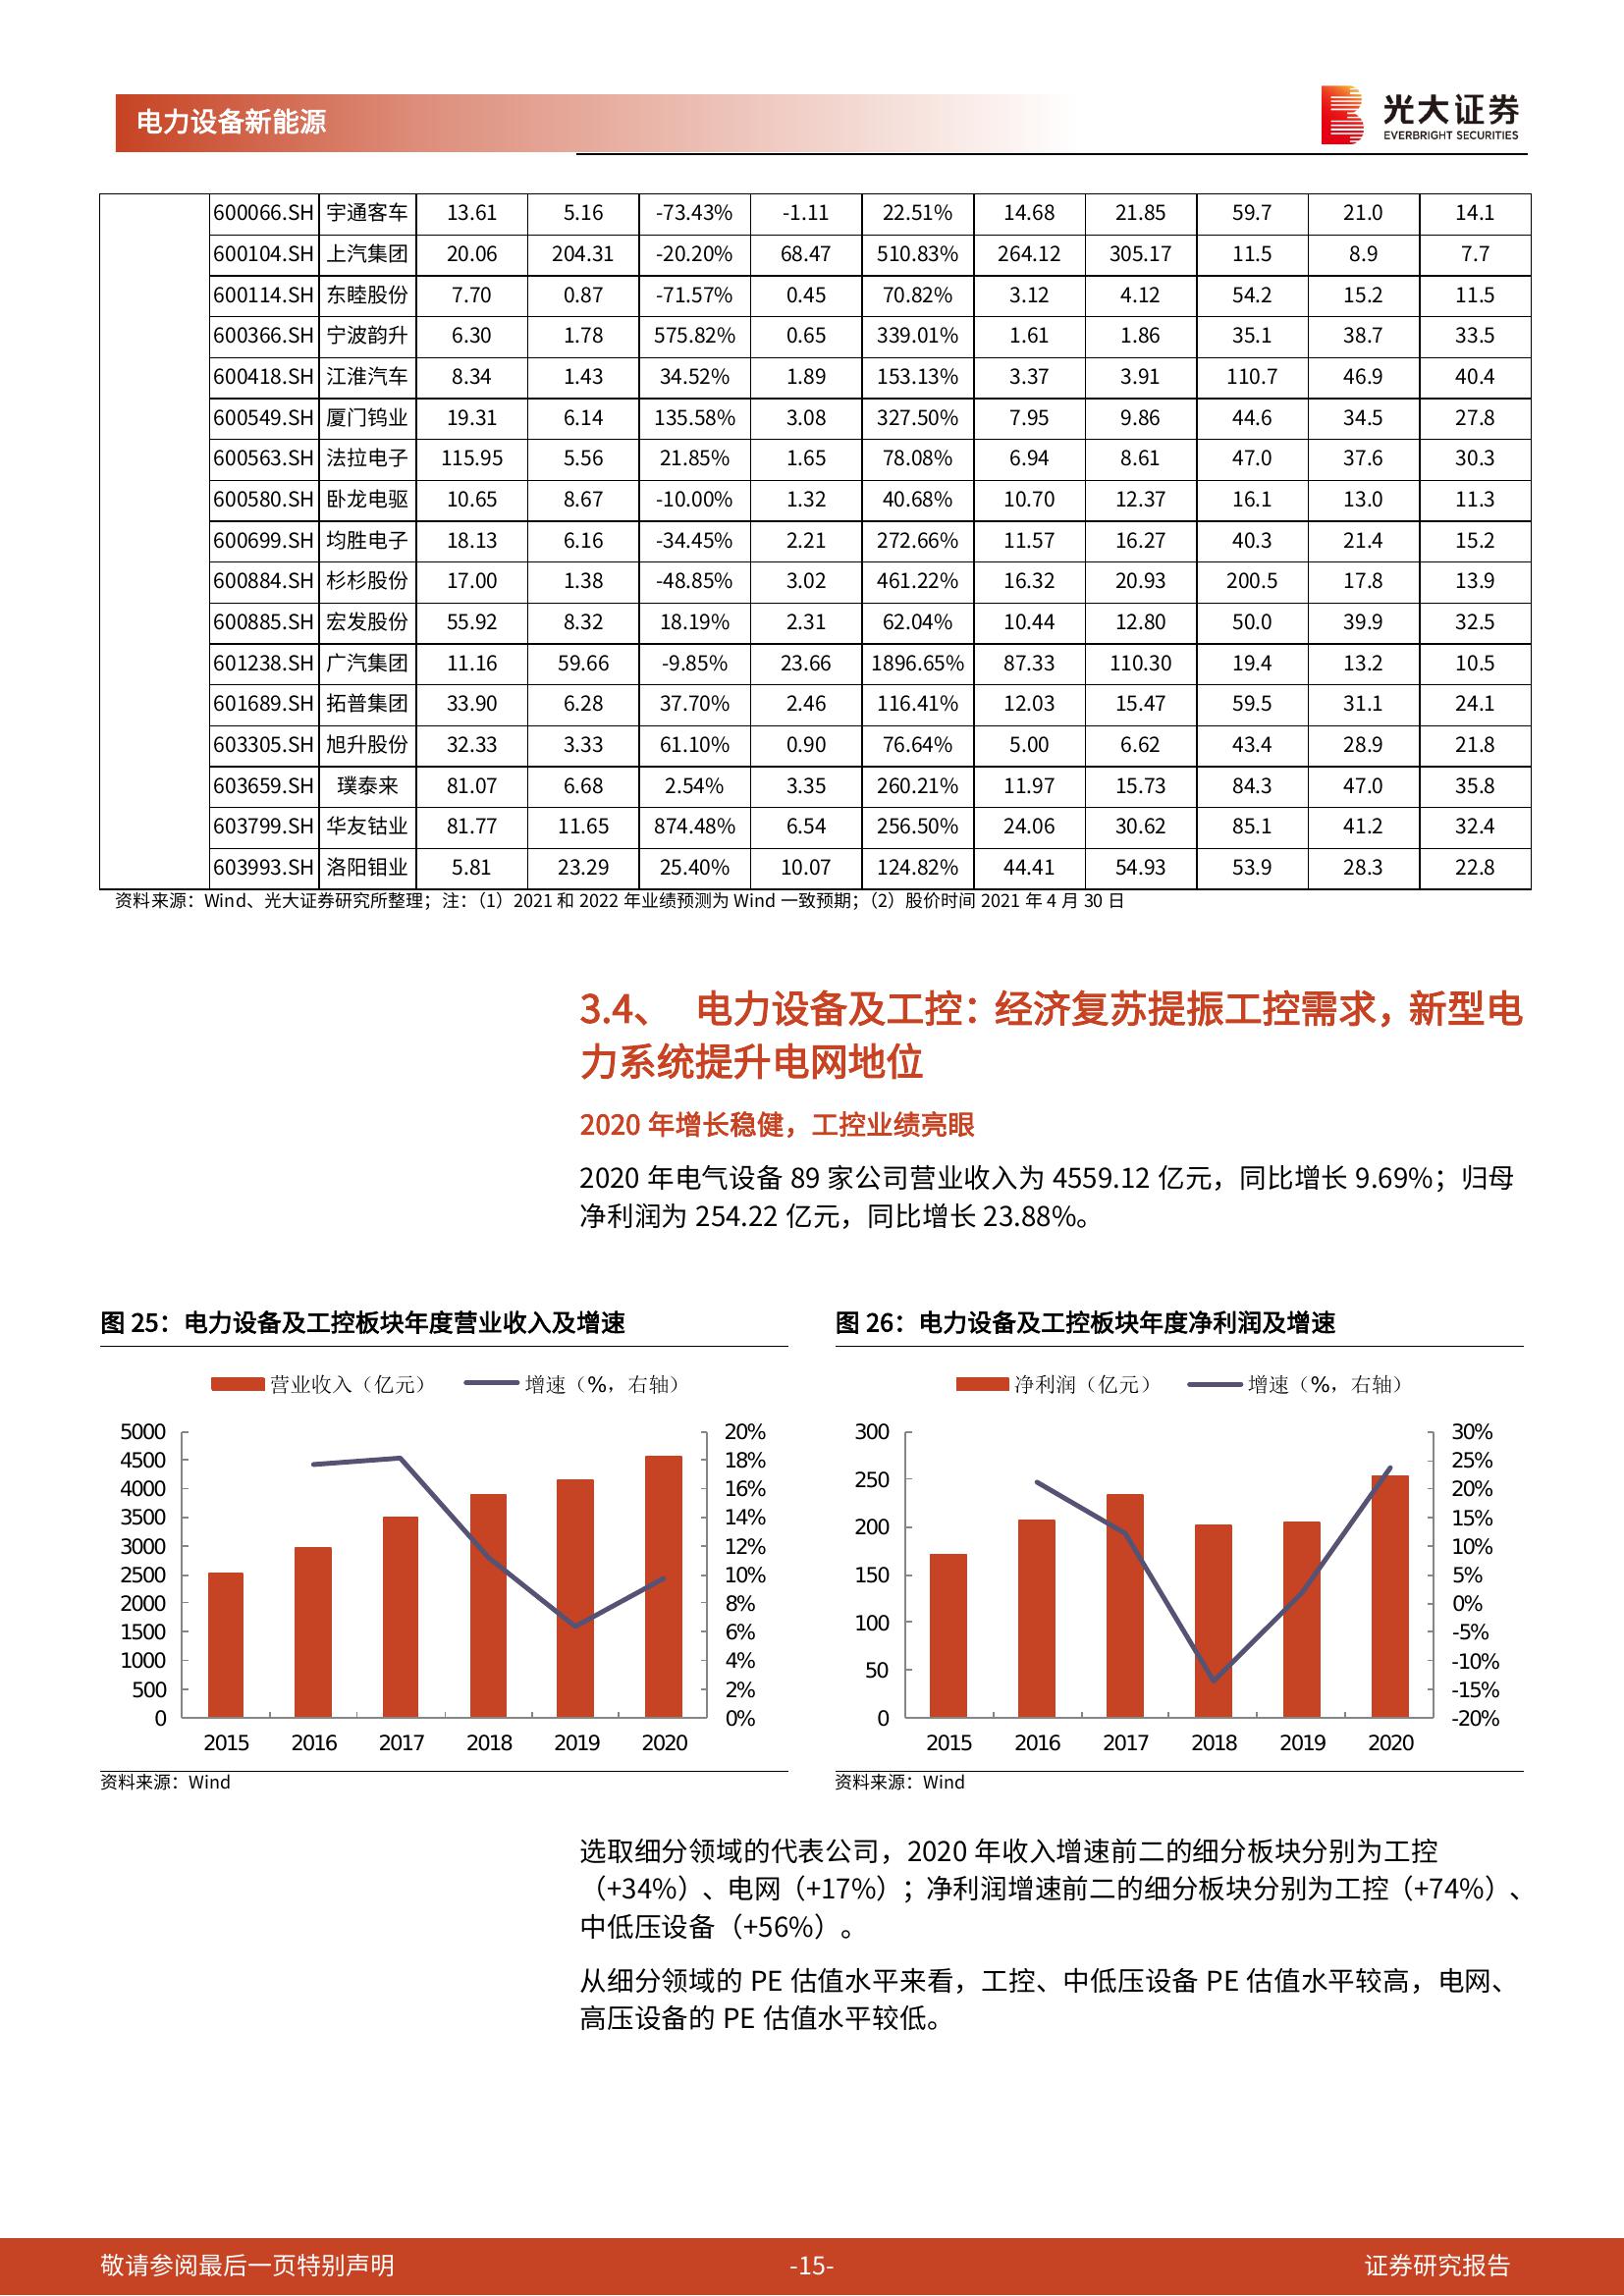 电力设备新能源
光大证券
EVERBRIGHT SECURITIES
600066.SH 宇通客车 13.61 5.16 -73.43% -1.11 22.51% 14.68 21.85 59.7 21.0 14.1
600104.SH 上汽集团 20.06 204.31 -20.20% 68.47 510.83% 264.12 305.17 11.5 8.9 7.7
600114.SH 东睦股份 7.70 0.87 -71.57% 0.45 70.82% 3.12 4.12 54.2 15.2 11.5
600366.SH 宁波韵升 6.30 1.78 575.82% 0.65 339.01% 1.61 1.86 35.1 38.7 33.5
600418.SH 江淮汽车 8.34 1.43 34.52% 1.89 153.13% 3.37 3.91 110.7 46.9 40.4
600549.SH 厦门钨业 19.31 6.14 135.58% 3.08 327.50% 7.95 9.86 44.6 34.5 27.8
600563.SH 法拉电子 115.95 5.56 21.85% 1.65 78.08% 6.94 8.61 47.0 37.6 30.3
600580.SH 卧龙电驱 10.65 8.67 -10.00% 1.32 40.68% 10.70 12.37 16.1 13.0 11.3
600699.SH 均胜电子 18.13 6.16 -34.45% 2.21 272.66% 11.57 16.27 40.3 21.4 15.2
600884.SH 杉杉股份 17.00 1.38 -48.85% 3.02 461.22% 16.32 20.93 200.5 17.8 13.9
600885.SH 宏发股份 55.92 8.32 18.19% 2.31 62.04% 10.44 12.80 50.0 39.9 32.5
601238.SH 广汽集团 11.16 59.66 -9.85% 23.66 1896.65% 87.33 110.30 19.4 13.2 10.5
601689.SH 拓普集团 33.90 6.28 37.70% 2.46 116.41% 12.03 15.47 59.5 31.1 24.1
603305.SH 旭升股份 32.33 3.33 61.10% 0.90 76.64% 5.00 6.62 43.4 28.9 21.8
603659.SH 璞泰来 81.07 6.68 2.54% 3.35 260.21% 11.97 15.73 84.3 47.0 35.8
603799.SH 华友钴业 81.77 11.65 874.48% 6.54 256.50% 24.06 30.62 85.1 41.2 32.4
603993.SH 洛阳钼业 5.81 23.29 25.40% 10.07 124.82% 44.41 54.93 53.9 28.3 22.8
资料来源：Wind、光大证券研究所整理；注：（1）2021 和 2022 年业绩预测为 Wind 一致预期；（2）股价时间 2021 年 4 月 30 日
3.4、 电力设备及工控：经济复苏提振工控需求，新型电
力系统提升电网地位
2020 年增长稳健，工控业绩亮眼
2020 年电气设备 89 家公司营业收入为 4559.12 亿元，同比增长 9.69%；归母
净利润为 254.22 亿元，同比增长 23.88%。
图 25：电力设备及工控板块年度营业收入及增速
营业收入（亿元） 增速（%，右轴）
5000 20%
4500 18%
4000 16%
3500 14%
3000 12%
2500 10%
2000 8%
1500 6%
1000 4%
500 2%
0 0%
2015 2016 2017 2018 2019 2020
资料来源：Wind
图 26：电力设备及工控板块年度净利润及增速
净利润（亿元） 增速（%，右轴）
300 30%
25%
250 20%
200 15%
10%
150 5%
0%
100 -5%
50 -10%
-15%
0 -20%
2015 2016 2017 2018 2019 2020
资料来源：Wind
选取细分领域的代表公司，2020 年收入增速前二的细分板块分别为工控
（+34%）、电网（+17%）；净利润增速前二的细分板块分别为工控（+74%）、
中低压设备（+56%）。
从细分领域的 PE 估值水平来看，工控、中低压设备 PE 估值水平较高，电网、
高压设备的 PE 估值水平较低。
敬请参阅最后一页特别声明 -15- 证券研究报告